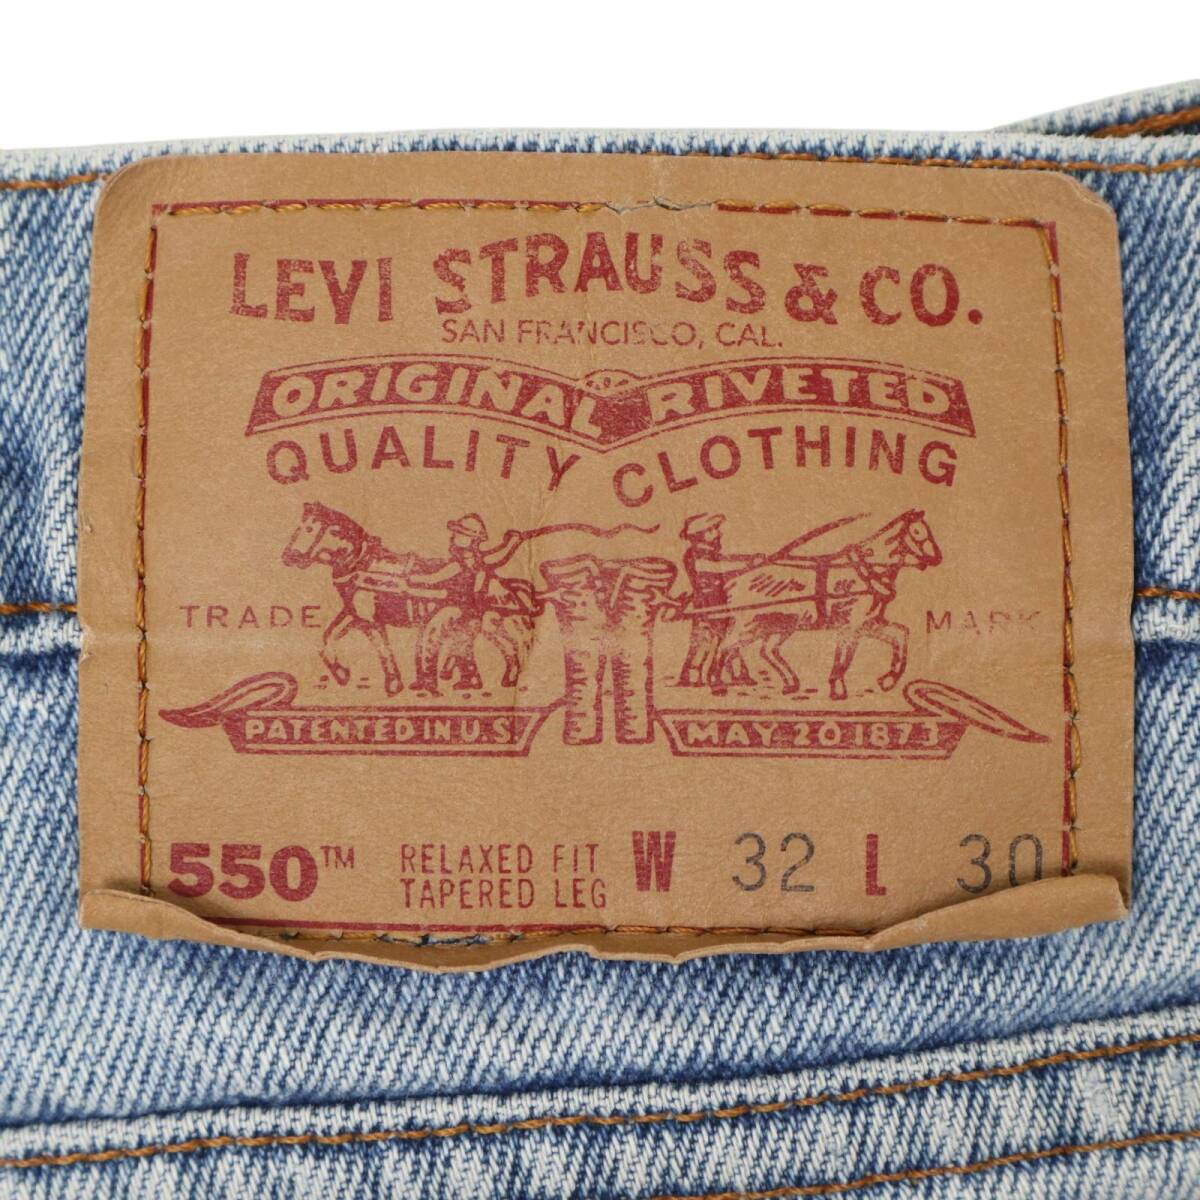 LEVI STRAUSS & CO.
SAN FRANCISCO, CAL.
ORIGINAL RIVETED
QUALITY CLOTHING
TRADE MARK
PATENTED IN U.S MAY 20 1873
550™ RELAXED FIT W 32 L 30
TAPERED LEG